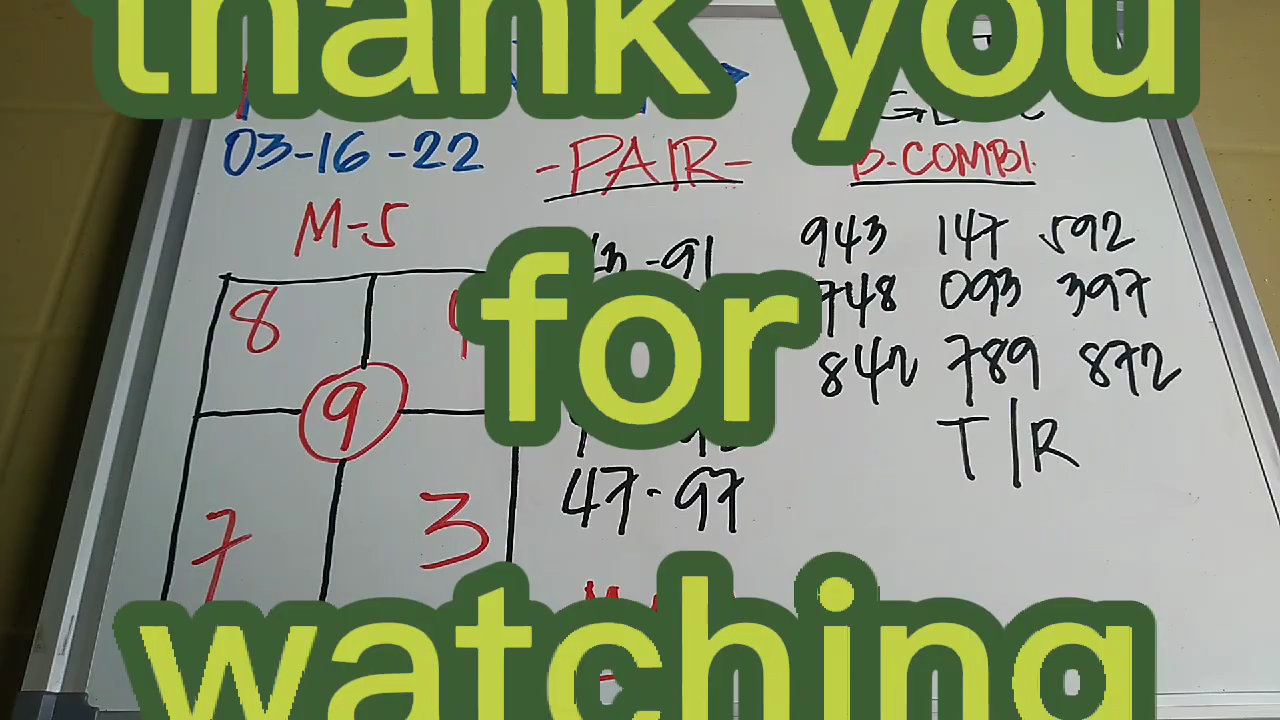 thank you
03-16-22
-PAIR-
B-COMBI.
M-5
943 147 592
-91
8
748 093 397
for
842 789 872
9
T/R
47-97
7 3
watching